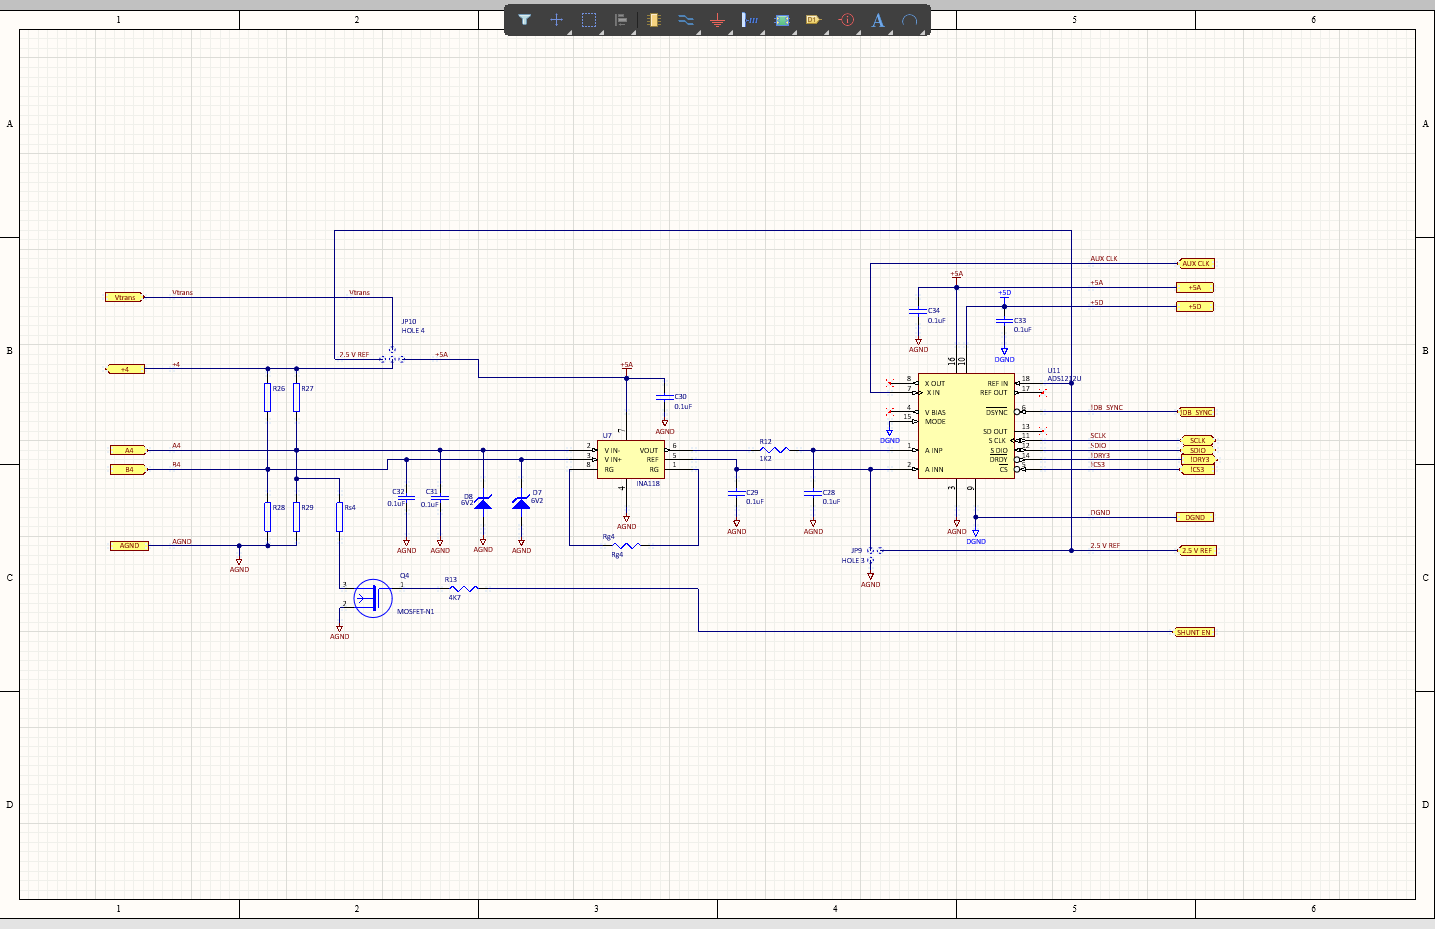 1 2 5 6
A A
AUX CLK AUX CLK
+5A
+5A +5A
Vtrans Vtrans Vtrans
+5D
+5D +5D
C34
0.1uF
C33
0.1uF
JP10
HOLE 4
B B
AGND
2.5 V REF +5A
DGND
16 10
+4 +4
+5A
U11
ADS1212U
8 X OUT REF IN 18
R26 R27
7 X IN REF OUT 17
C30
0.1uF
4 V BIAS DSYNC 6 !DB_SYNC !DB_SYNC
15 MODE
AGND
7
DGND
SO OUT 13
U7
11 SCLK SCLK
S CLK
R12
1K2
A4 A4
2 V IN- VOUT 6
1 A INP S DIO 12 SDIO SDIO
3 V IN+ REF 5
DRDY 14 !DRY3 !DRY3
B4 B4
8 RG RG 1
2 A INN CS !CS3 !CS3
INA118
4
3 9
C32
0.1uF
C31
0.1uF
D8
6V2
D7
6V2
C29
0.1uF
C28
0.1uF
R28 R29 Rs4
DGND DGND
AGND
AGND AGND AGND
DGND
Rg4
Rg4
AGND AGND
AGND AGND AGND AGND
2.5 V REF 2.5 V REF
JP9
HOLE 3
AGND
AGND
C C
Q4
3 1
R13
4K7
2
MOSFET-N1
AGND
SHUNT EN
D D
1 2 3 4 5 6